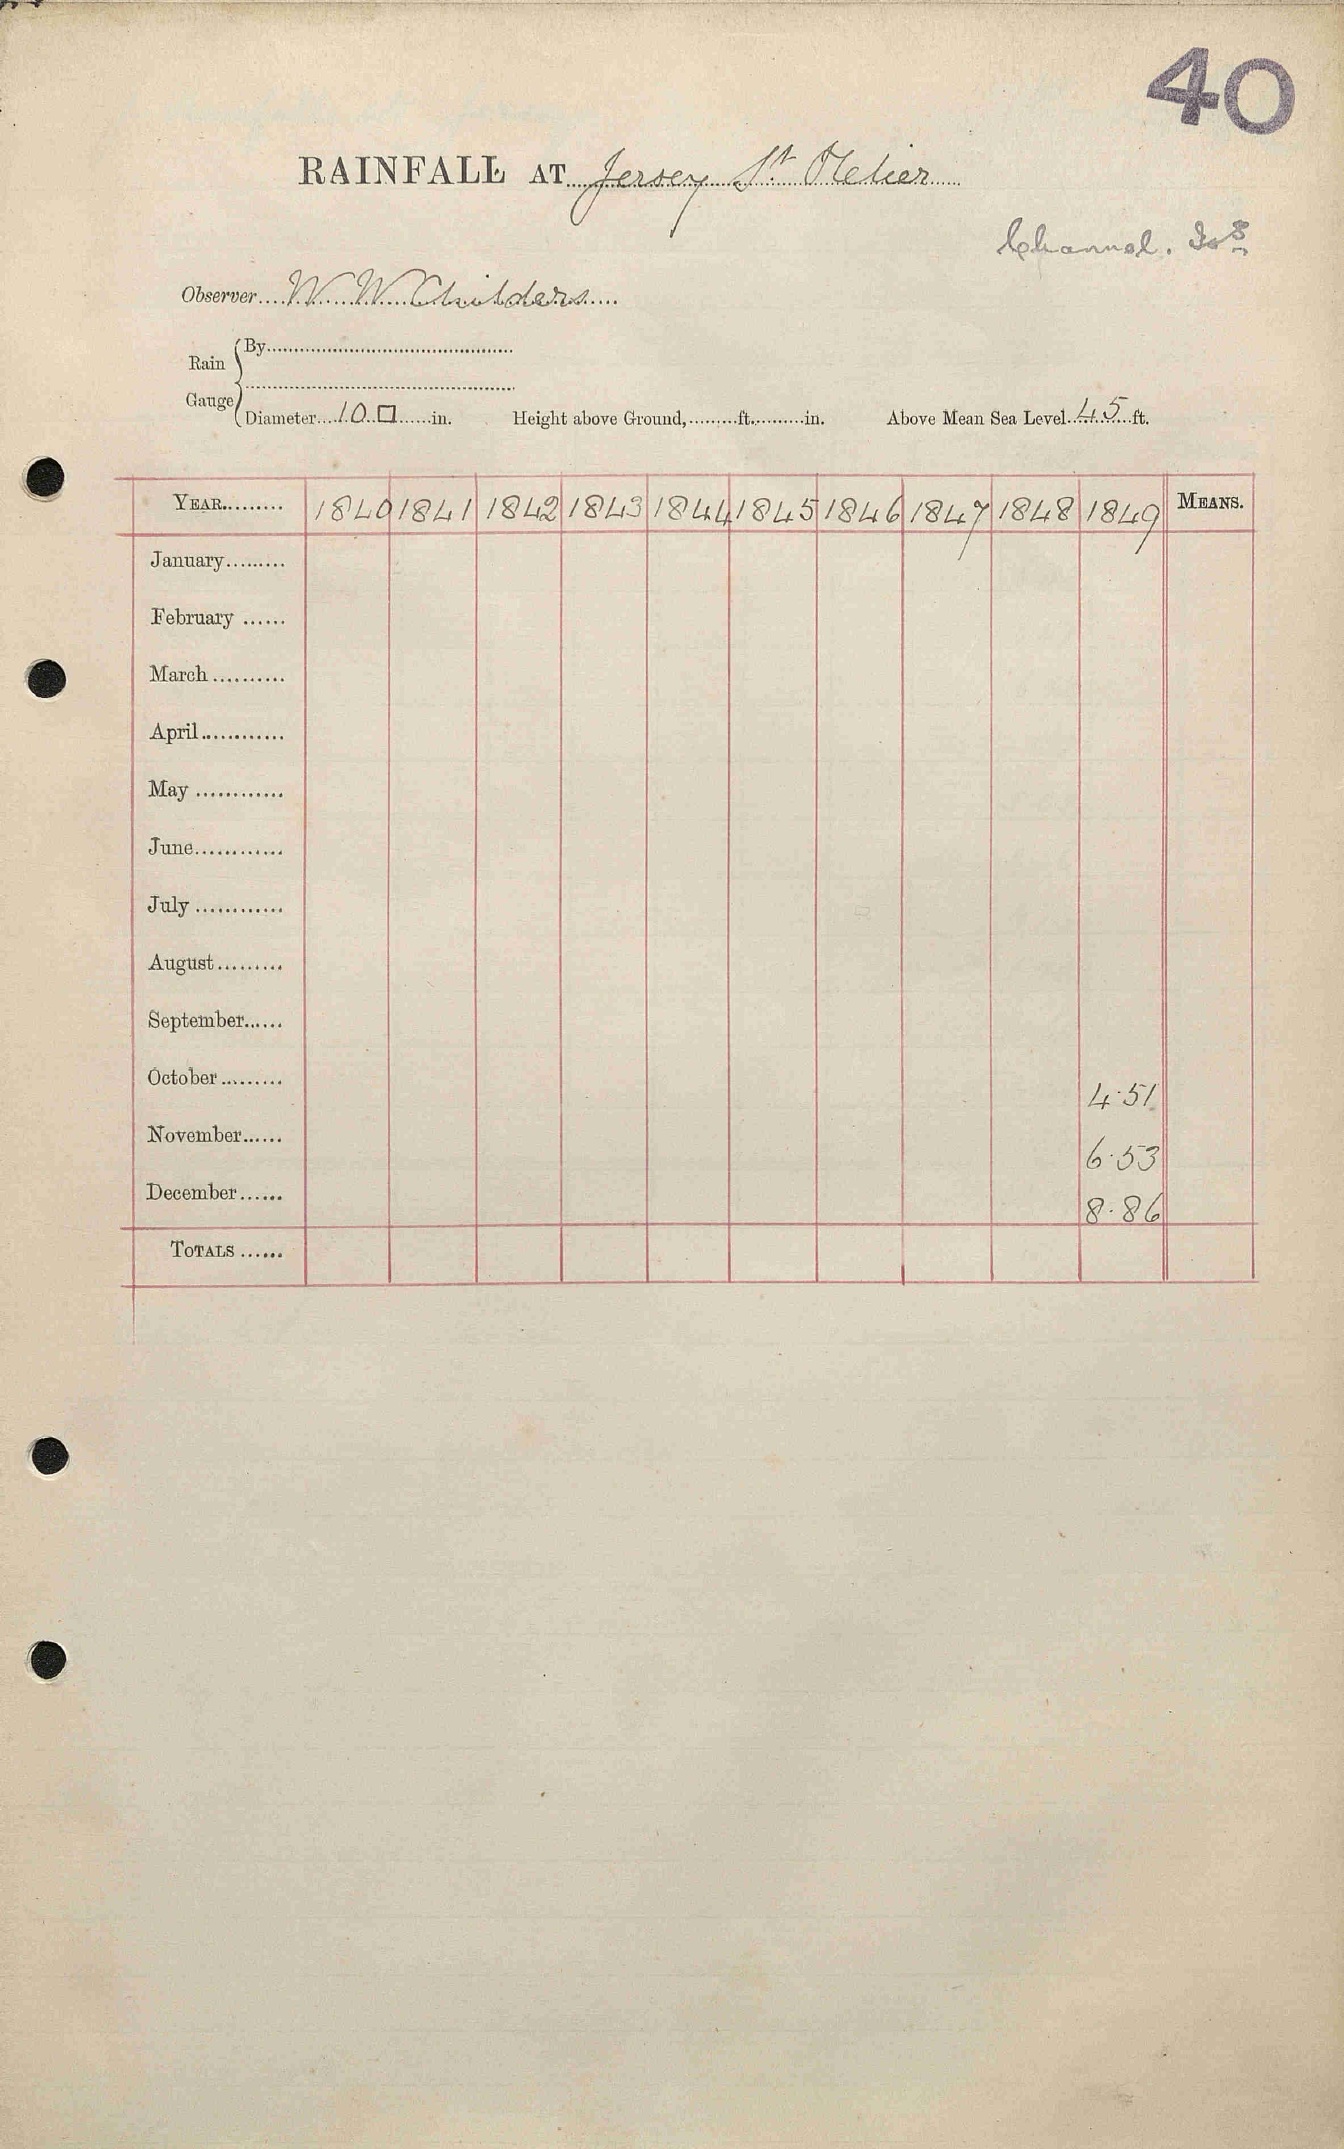 40
RAINFALL AT Jersey St Helier
Channel. Is
Observer W W Childers
Rain
Gauge
By
Diameter 10 □ in. Height above Ground, ft. in. Above Mean Sea Level 45 ft.
YEAR 1840 1841 1842 1843 1844 1845 1846 1847 1848 1849 MEANS.
January
February
March
April
May
June
July
August
September
October 4.51
November 6.53
December 8.86
TOTALS